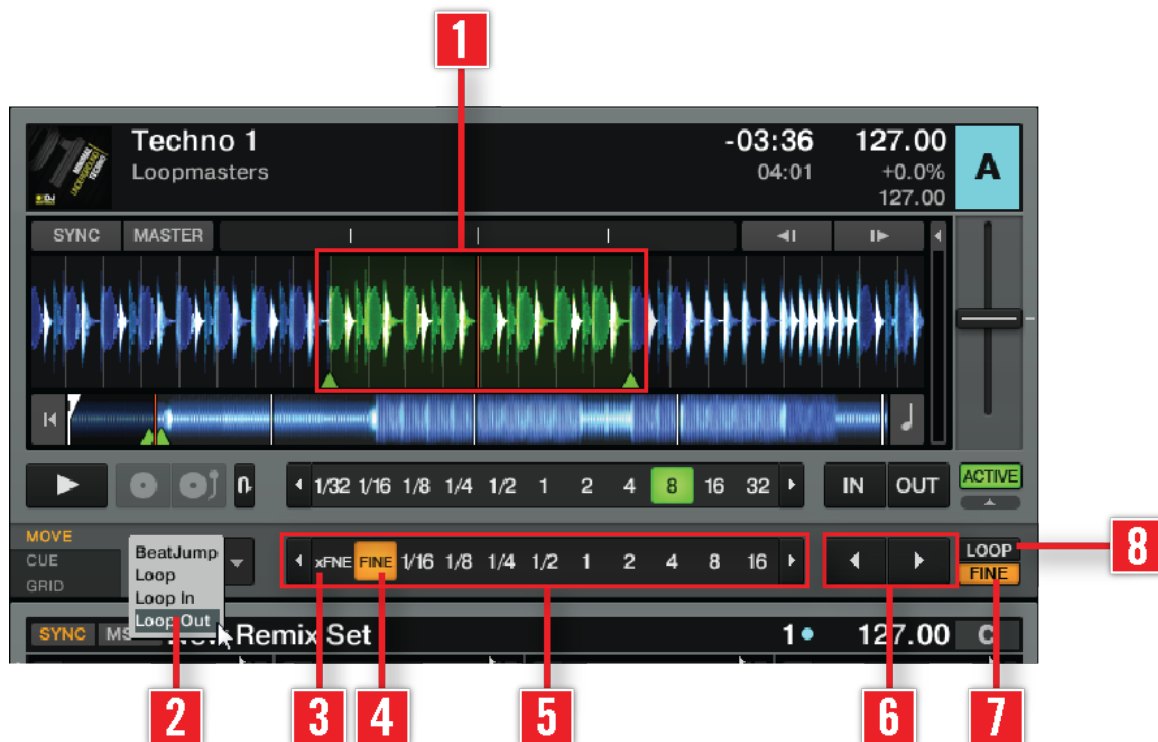 1
Techno 1
-03:36
127.00
A
Loopmasters
04:01
+0.0%
127.00
SYNC MASTER
1/32 1/16 1/8 1/4 1/2 1 2 4 8 16 32
IN OUT
ACTIVE
MOVE
CUE
GRID
BeatJump
Loop
Loop In
Loop Out
xFNE FINE 1/16 1/8 1/4 1/2 1 2 4 8 16
LOOP
FINE
8
SYNC
Remix Set
1
127.00
C
2 3 4 5 6 7